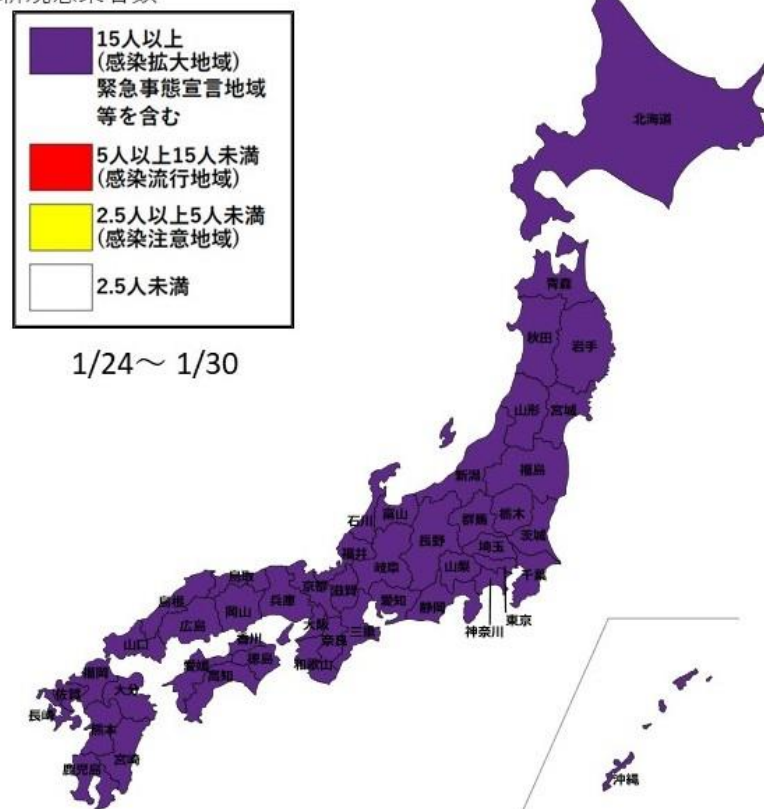 新規感染者数
15人以上
(感染拡大地域)
緊急事態宣言地域
等を含む
5人以上15人未満
(感染流行地域)
2.5人以上5人未満
(感染注意地域)
2.5人未満
1/24～ 1/30
北海道
青森
秋田
岩手
山形
宮城
新潟
福島
石川
富山
群馬
栃木
長野
埼玉
茨城
福井
岐阜
山梨
千葉
鳥取
京都
滋賀
島根
岡山
兵庫
愛知
静岡
東京
広島
大阪
三重
神奈川
山口
香川
奈良
愛媛
徳島
和歌山
高知
福岡
佐賀
大分
長崎
熊本
宮崎
鹿児島
沖縄